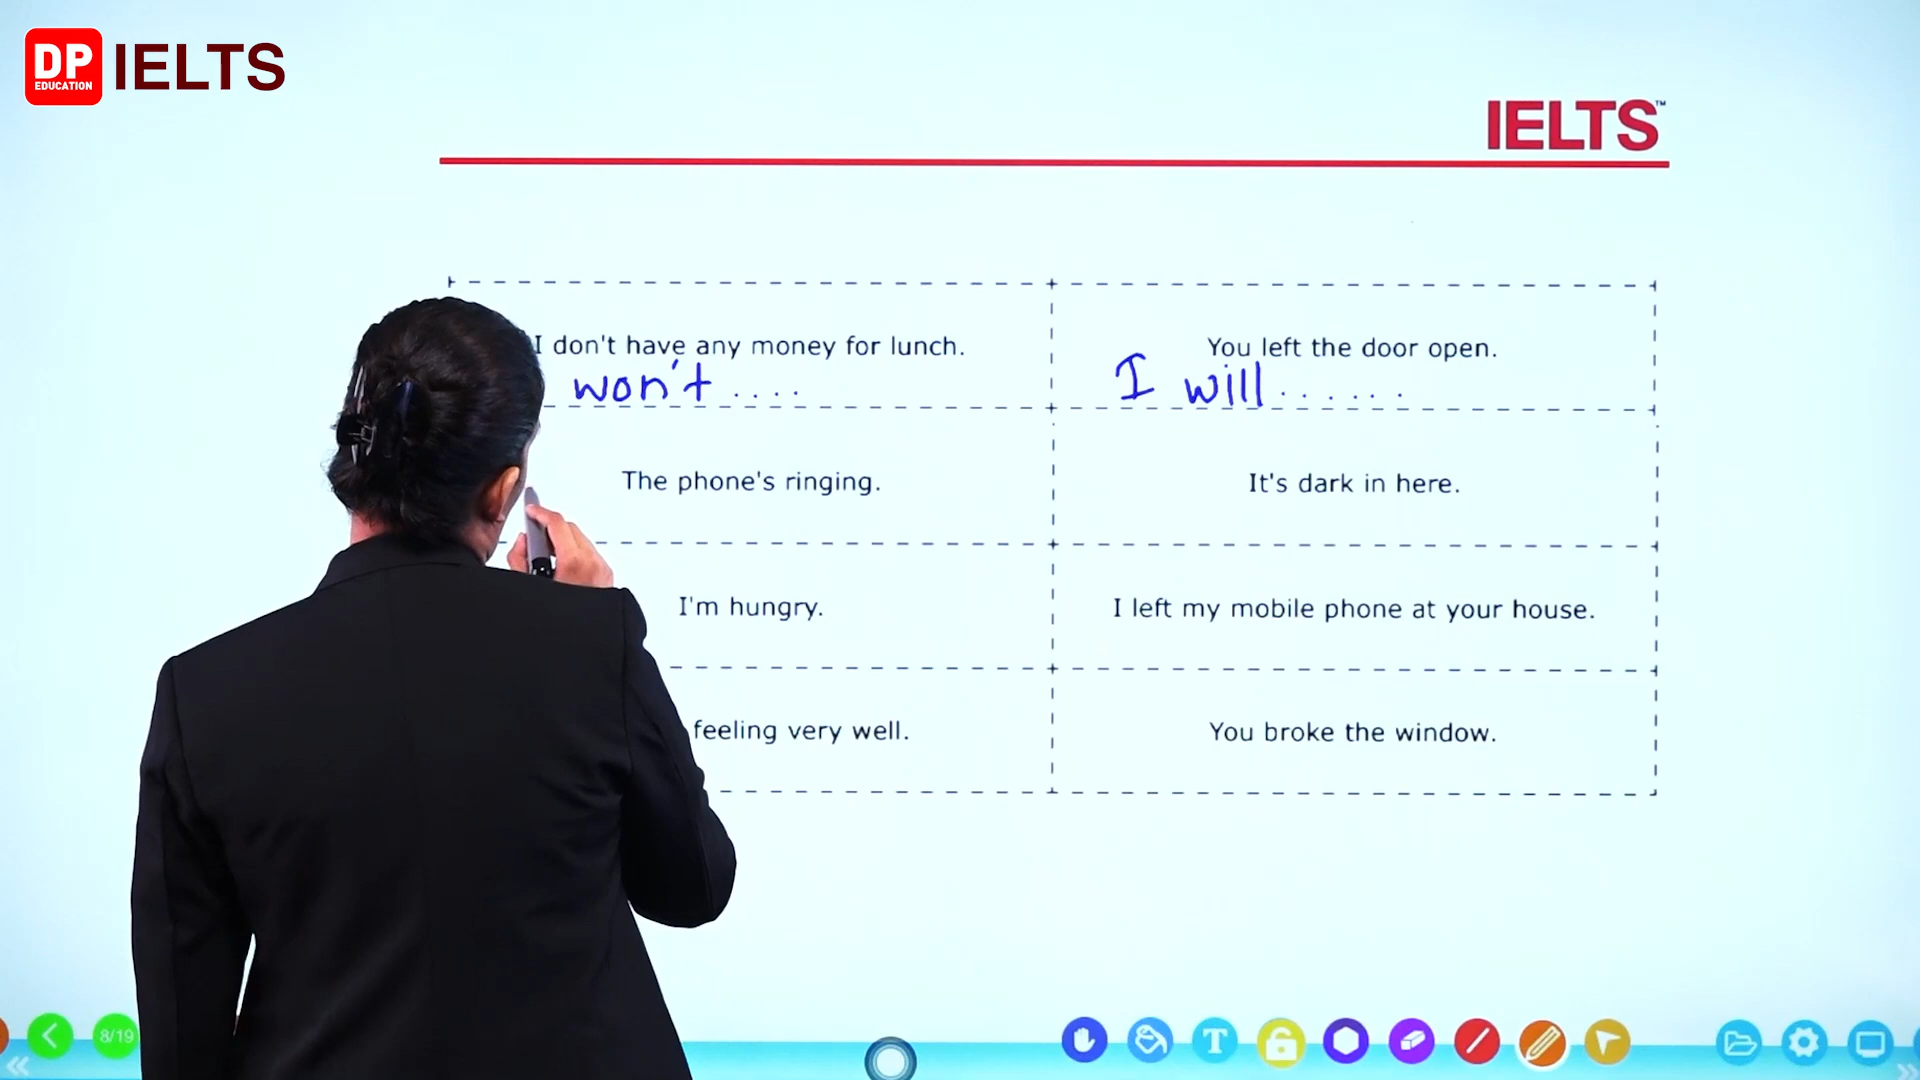 DP
EDUCATION
IELTS
IELTS™
I don't have any money for lunch.
won't ....
You left the door open.
I will ......
The phone's ringing.
It's dark in here.
I'm hungry.
I left my mobile phone at your house.
feeling very well.
You broke the window.
8/19
T